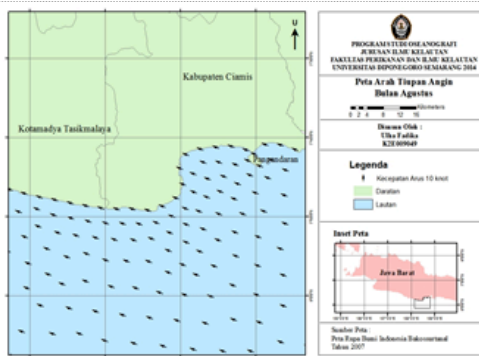 U
Kabupaten Ciamis
Kotamadya Tasikmalaya
Pangandaran
PROGRAM STUDI OSEANOGRAFI
JURUSAN ILMU KELAUTAN
FAKULTAS PERIKANAN DAN ILMU KELAUTAN
UNIVERSITAS DIPONEGORO SEMARANG 2014
Peta Arah Tiupan Angin
Bulan Agustus
Kilometers
0 2 4 8 12 16
Disusun Oleh :
Ulha Fadika
K2E009049
Legenda
Kecepatan Arus 10 knot
Daratan
Lautan
Inset Peta
Jawa Barat
Sumber Peta :
Peta Rupa Bumi Indonesia Bakosurtanal
Tahun 2007